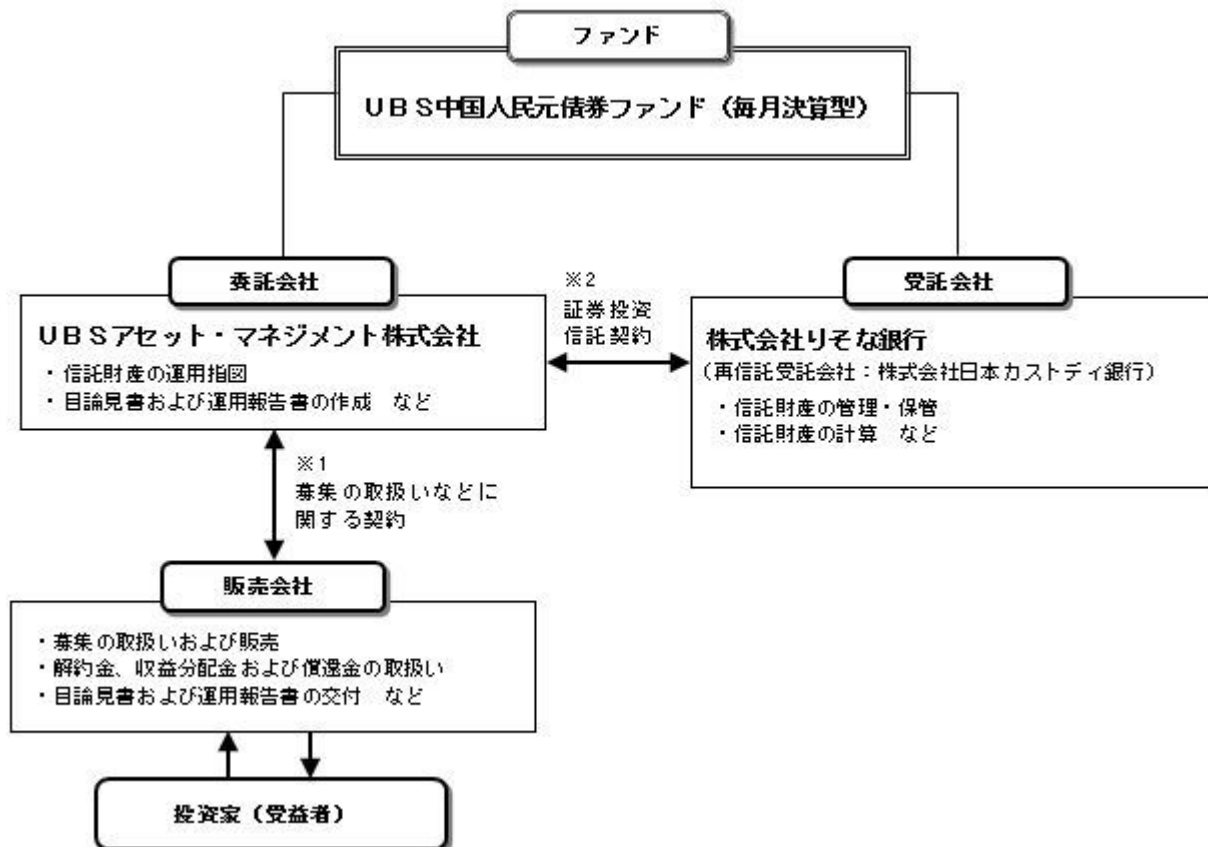 ファンド
UBS中国人民元債券ファンド(毎月決算型)
委託会社
UBSアセット・マネジメント株式会社
・信託財産の運用指図
・目論見書および運用報告書の作成 など
※2
証券投資
信託契約
受託会社
株式会社りそな銀行
(再信託受託会社:株式会社日本カストディ銀行)
・信託財産の管理・保管
・信託財産の計算 など
※1
募集の取扱いなどに
関する契約
販売会社
・募集の取扱いおよび販売
・解約金、収益分配金および償還金の取扱い
・目論見書および運用報告書の交付 など
投資家(受益者)